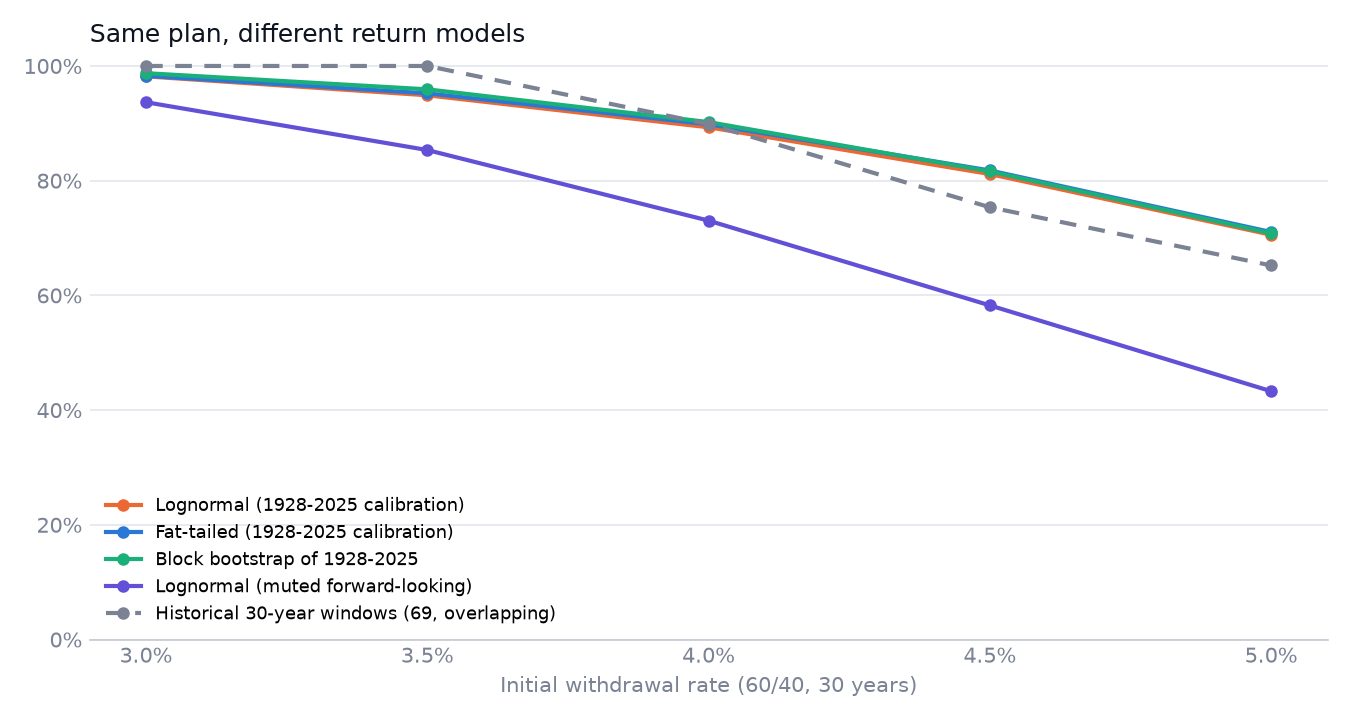 Same plan, different return models
100%
80%
60%
40%
20%
0%
Lognormal (1928-2025 calibration)
Fat-tailed (1928-2025 calibration)
Block bootstrap of 1928-2025
Lognormal (muted forward-looking)
Historical 30-year windows (69, overlapping)
3.0% 3.5% 4.0% 4.5% 5.0%
Initial withdrawal rate (60/40, 30 years)